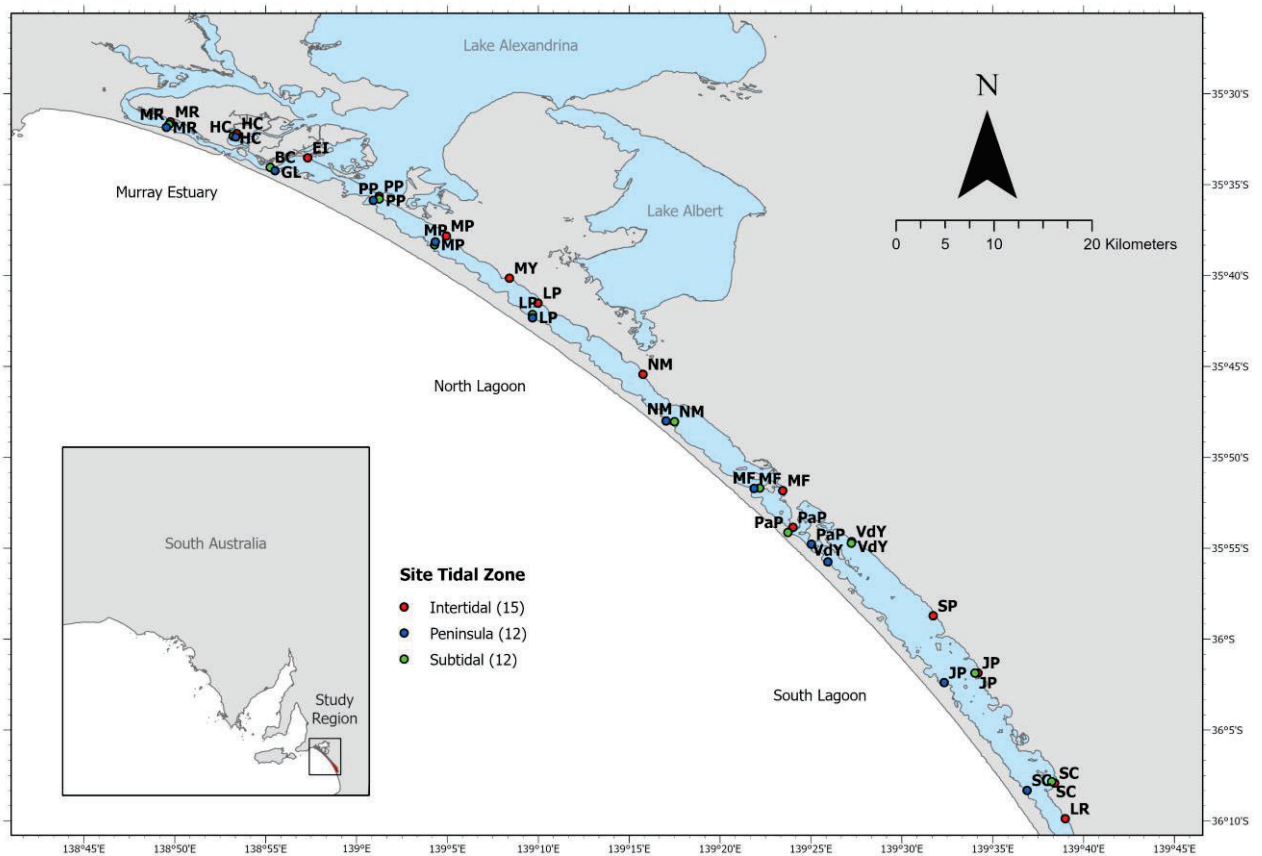 Lake Alexandrina
N
35°30'S
MR
MR
MR
HC
HC
HC
EI
BC
GL
Murray Estuary
35°35'S
PP
PP
PP
Lake Albert
0 5 10 20 Kilometers
MP
MP
MP
35°40'S
MY
LP
LP
LP
35°45'S
NM
North Lagoon
NM
NM
35°50'S
MF
MF
MF
PaP
PaP
PaP
VdY
VdY
VdY
35°55'S
South Australia
Site Tidal Zone
Intertidal (15)
Peninsula (12)
Subtidal (12)
SP
36°S
JP
JP
JP
South Lagoon
Study
Region
36°5'S
SC
SC
SC
LR
36°10'S
138°45'E 138°50'E 138°55'E 139°E 139°5'E 139°10'E 139°15'E 139°20'E 139°25'E 139°30'E 139°35'E 139°40'E 139°45'E